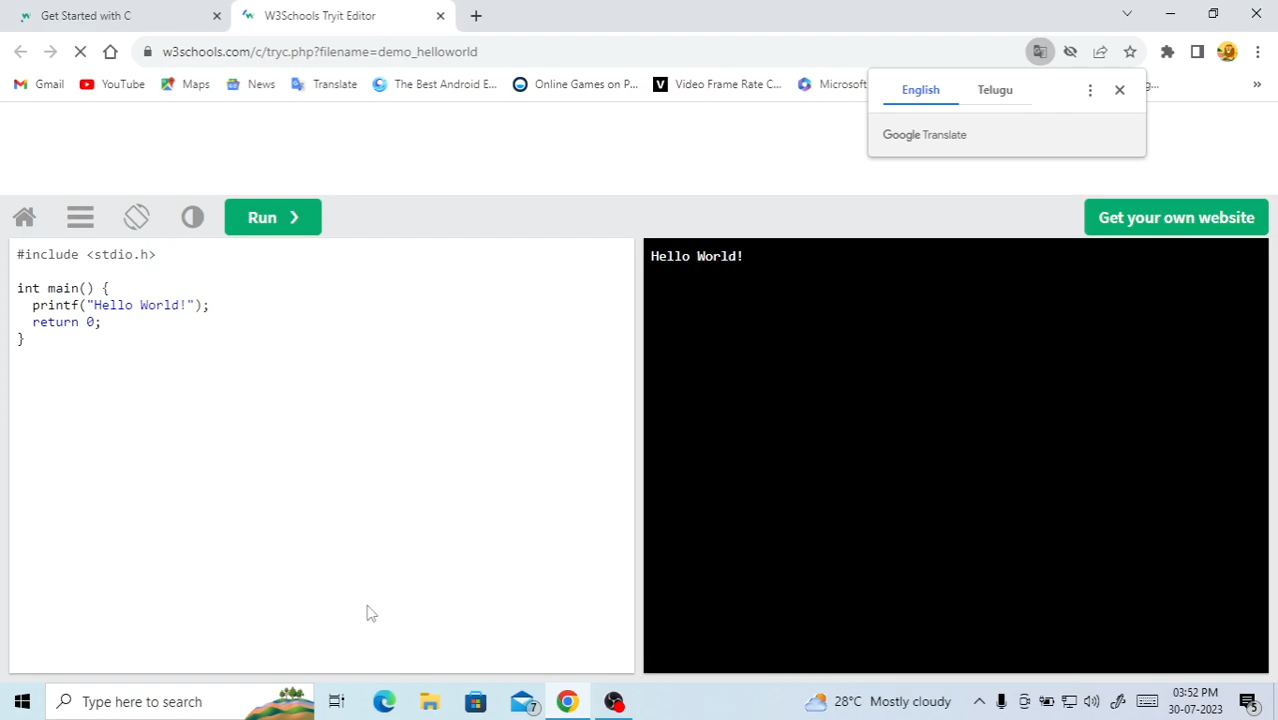 Get Started with C
W3Schools Tryit Editor
w3schools.com/c/tryc.php?filename=demo_helloworld
Gmail
YouTube
Maps
News
Translate
The Best Android E...
Online Games on P...
V
Video Frame Rate C...
Microsoft
g...
»
English
Telugu
Google Translate
Run ❯
Get your own website
#include <stdio.h>
int main() {
printf("Hello World!");
return 0;
}
Hello World!
Type here to search
7
28°C Mostly cloudy
03:52 PM
30-07-2023
5